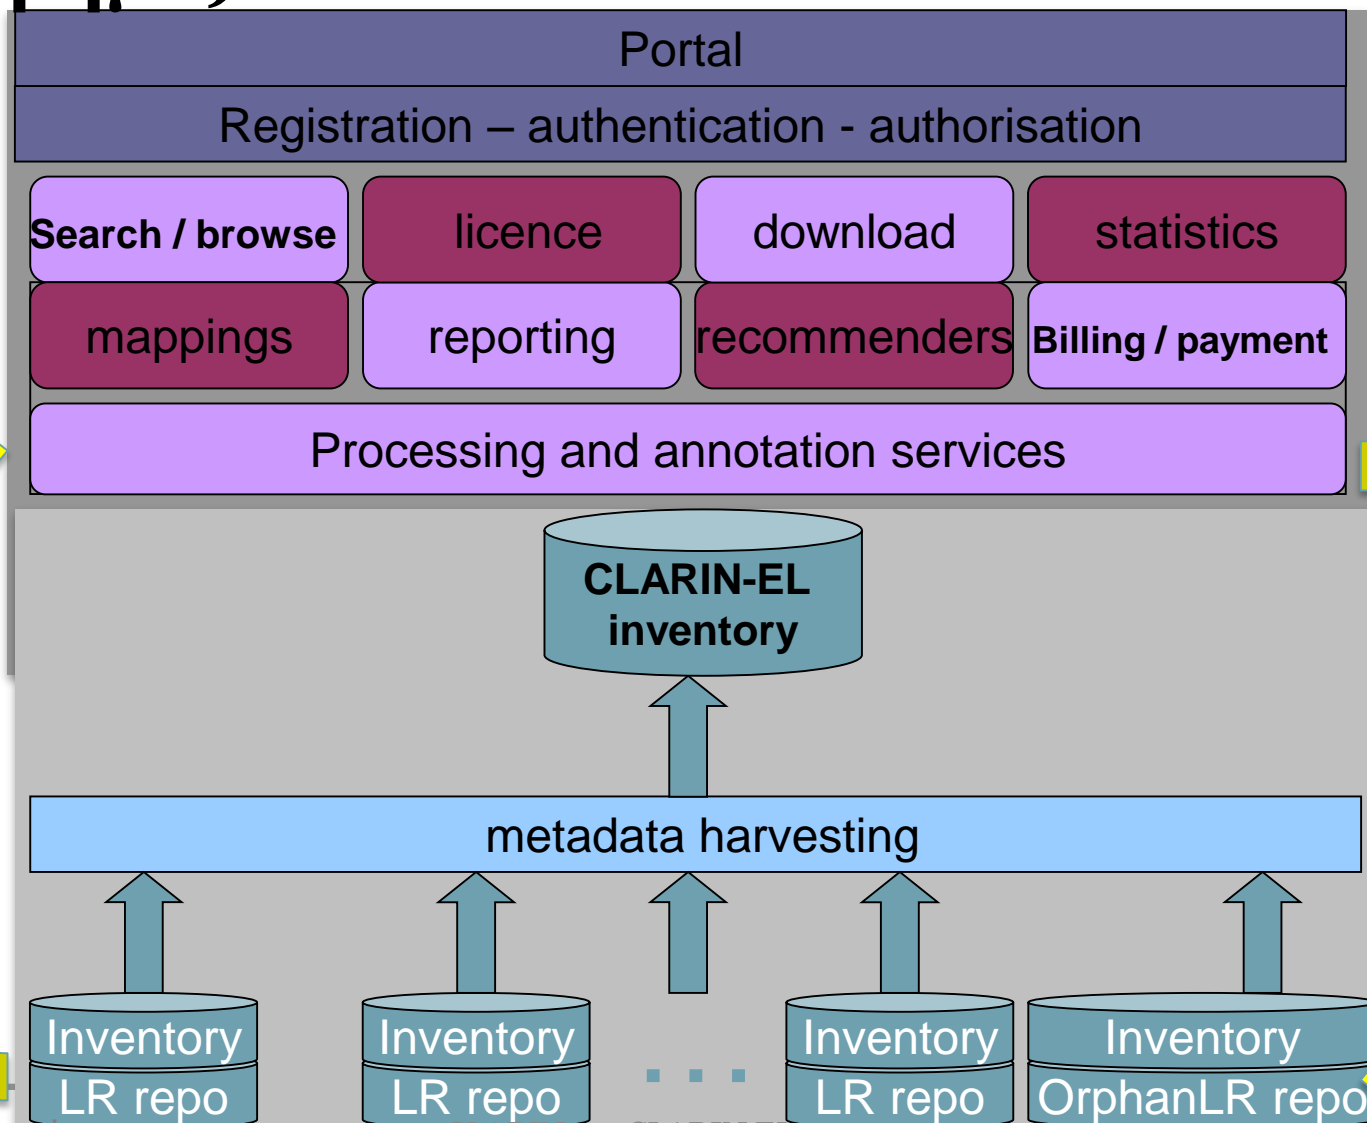 Portal
Registration – authentication - authorisation
Search / browse
licence
download
statistics
mappings
reporting
recommenders
Billing / payment
Processing and annotation services
CLARIN-EL
inventory
metadata harvesting
Inventory
Inventory
Inventory
Inventory
LR repo
LR repo
...
LR repo
OrphanLR repo